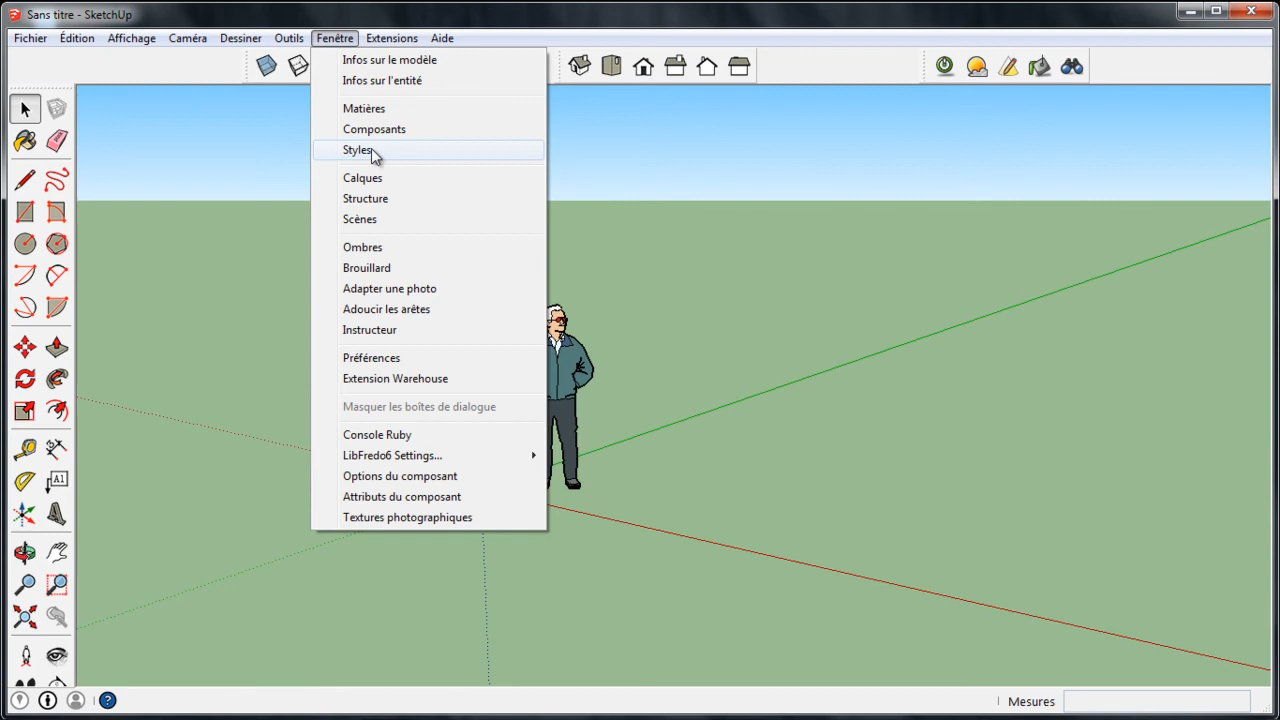 Sans titre - SketchUp
Fichier Édition Affichage Caméra Dessiner Outils Fenêtre Extensions Aide
Infos sur le modèle
Infos sur l'entité
Matières
Composants
Styles
Calques
Structure
Scènes
Ombres
Brouillard
Adapter une photo
Adoucir les arêtes
Instructeur
Préférences
Extension Warehouse
Masquer les boîtes de dialogue
Console Ruby
LibFredo6 Settings...
Options du composant
Attributs du composant
Textures photographiques
A1
Mesures